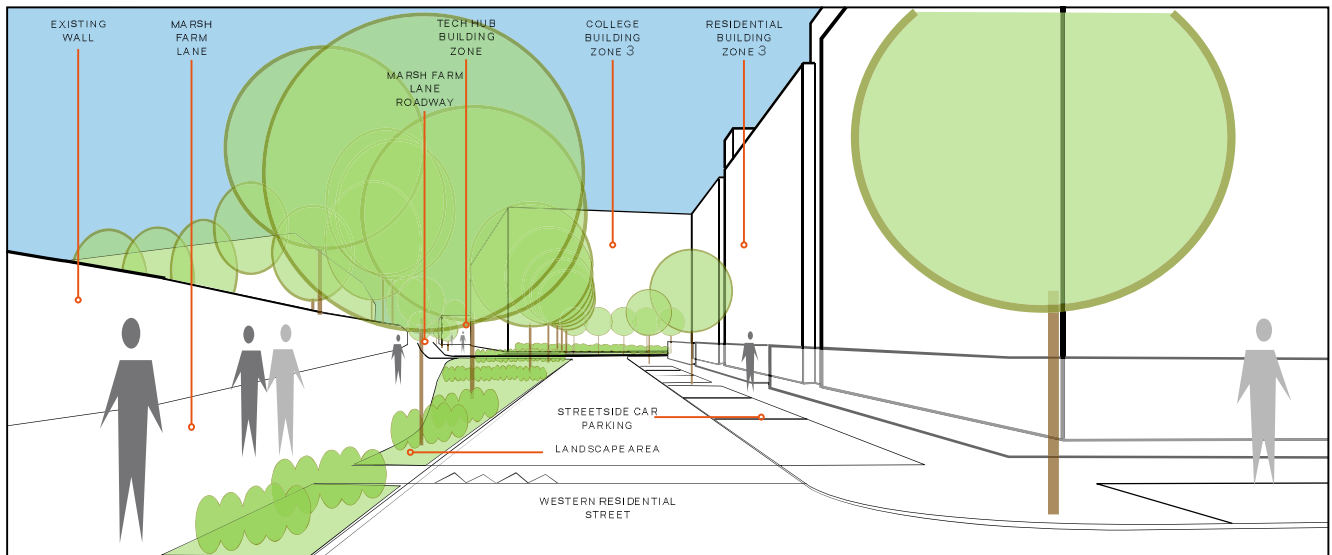 EXISTING
WALL
MARSH
FARM
LANE
TECH HUB
BUILDING
ZONE
COLLEGE
BUILDING
ZONE 3
RESIDENTIAL
BUILDING
ZONE 3
MARSH FARM
LANE
ROADWAY
STREETSIDE CAR
PARKING
LANDSCAPE AREA
WESTERN RESIDENTIAL
STREET